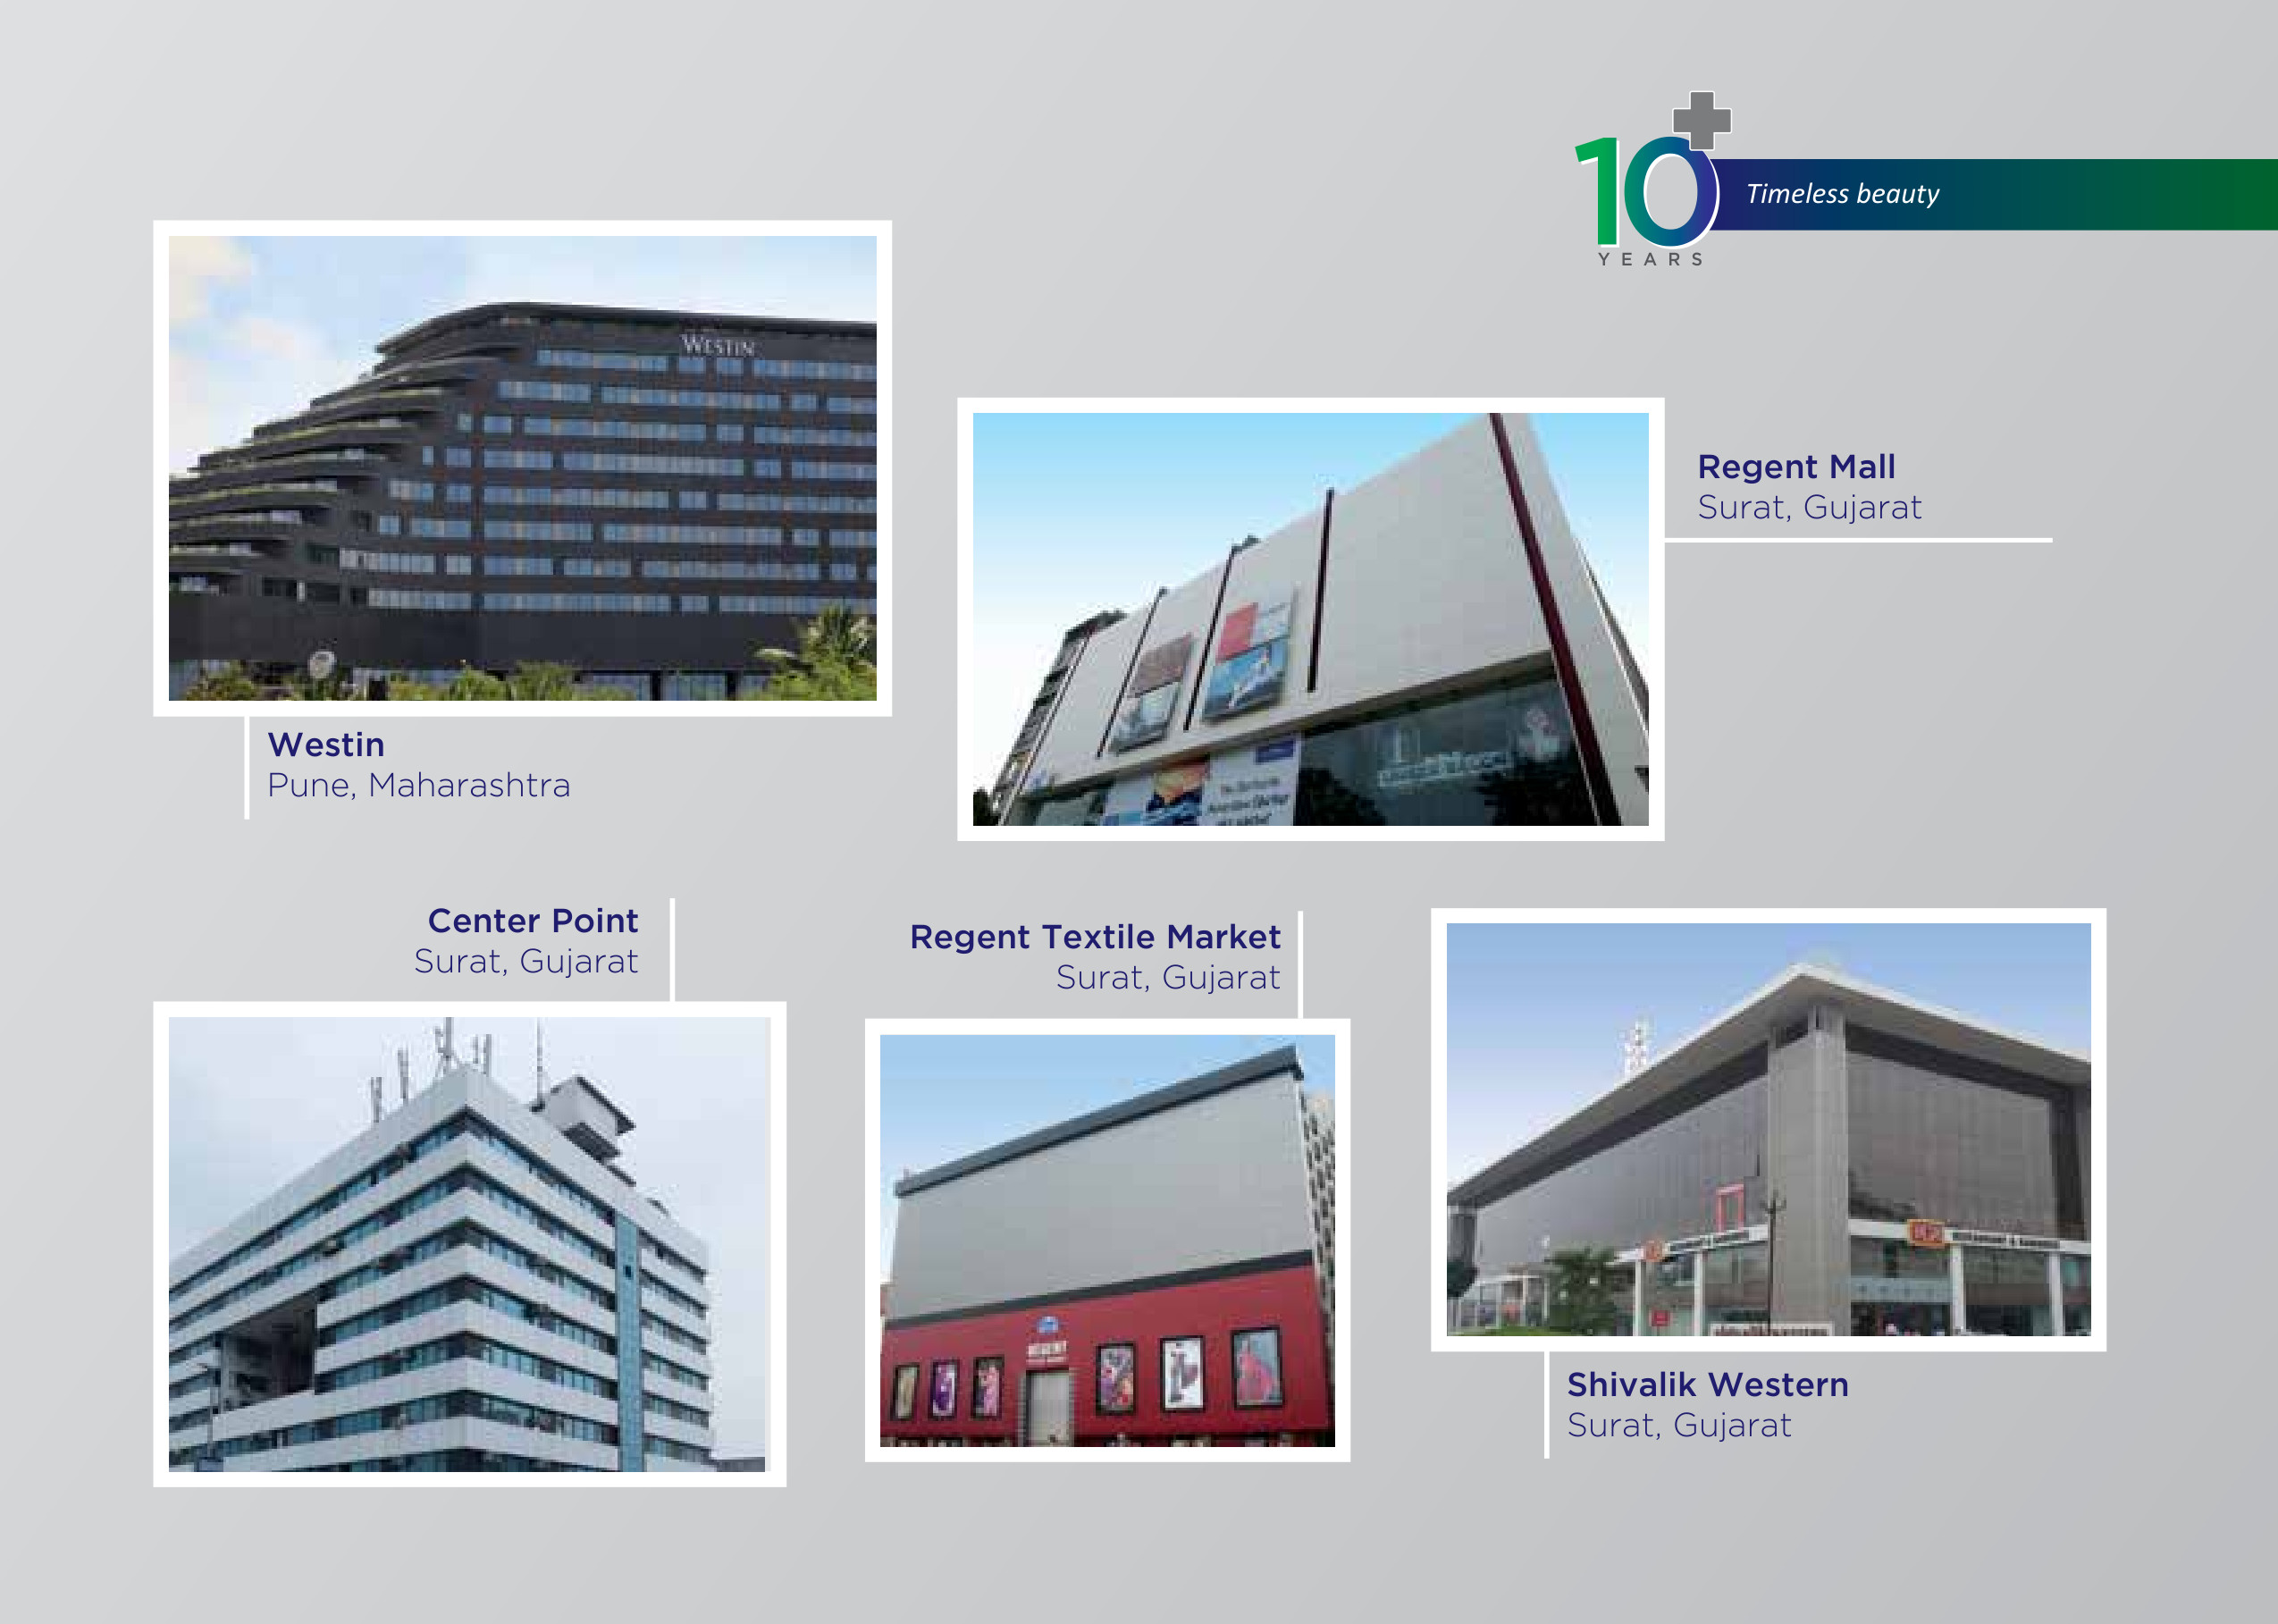 10+
YEARS
Timeless beauty
WESTIN
Westin
Pune, Maharashtra
Regent Mall
Surat, Gujarat
Center Point
Surat, Gujarat
Regent Textile Market
Surat, Gujarat
REGENT
Shivalik Western
Surat, Gujarat